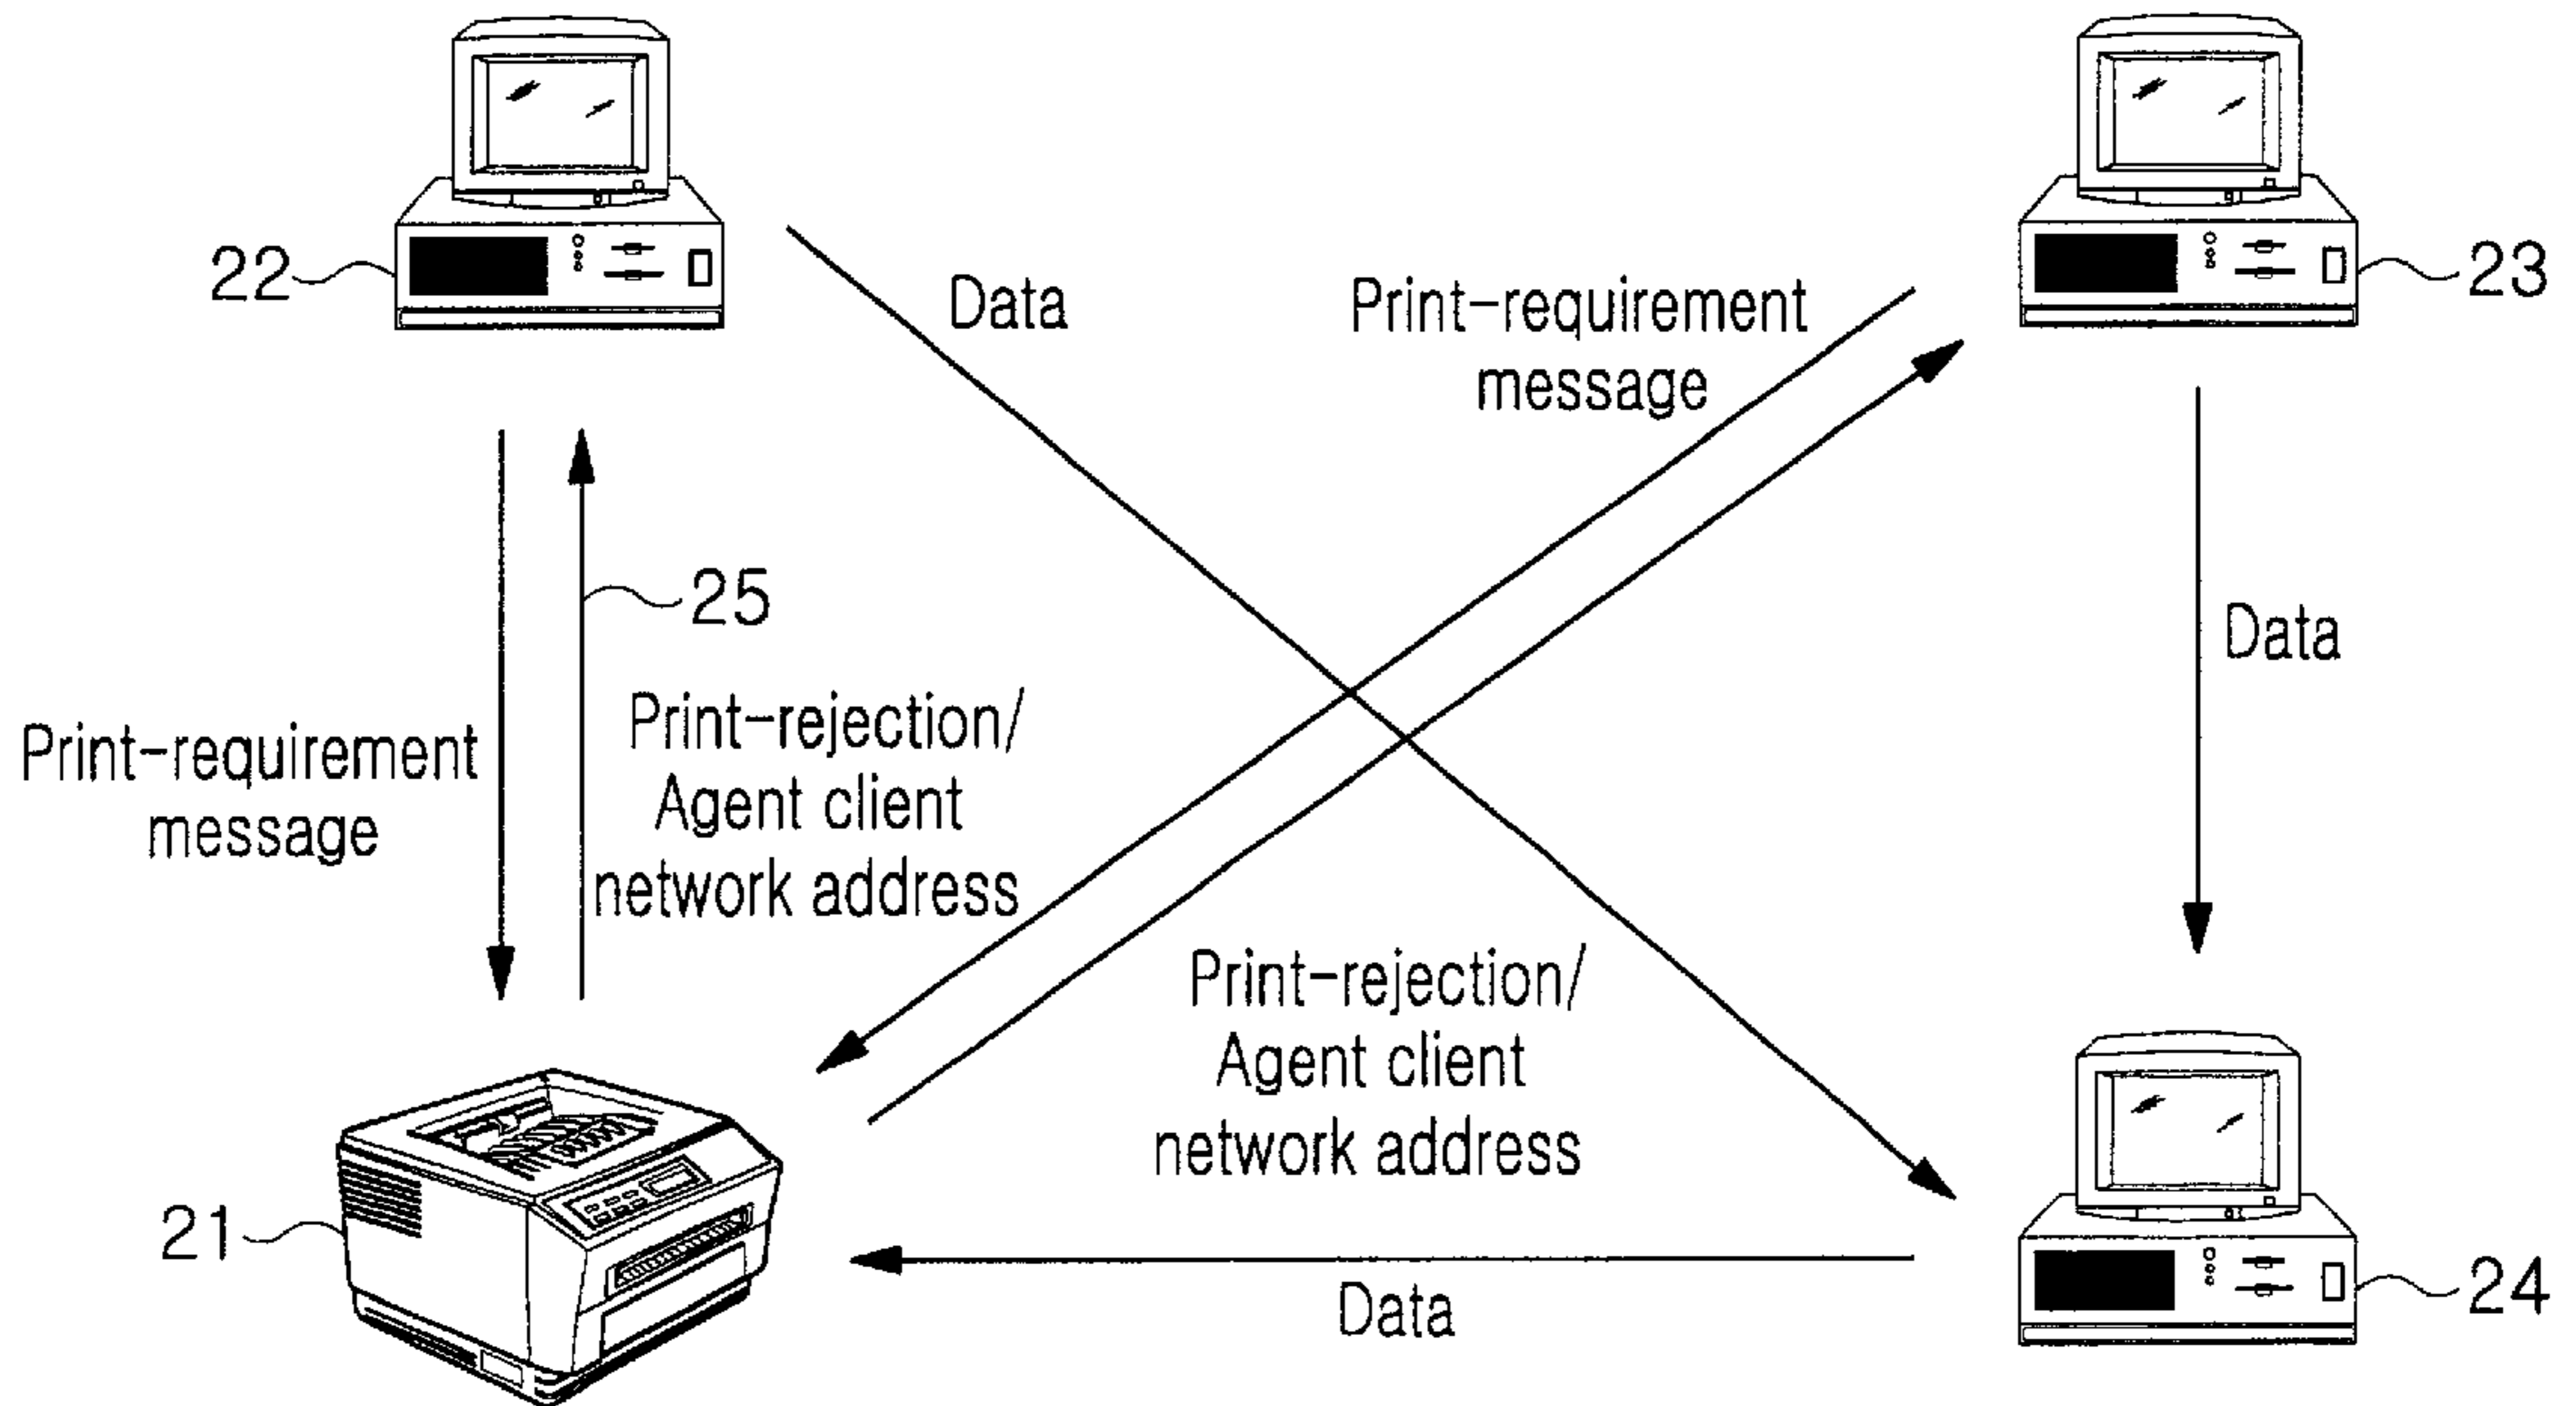 22
Data
Print-requirement
message
23
25
Data
Print-requirement
message
Print-rejection/
Agent client
network address
Print-rejection/
Agent client
network address
21
Data
24